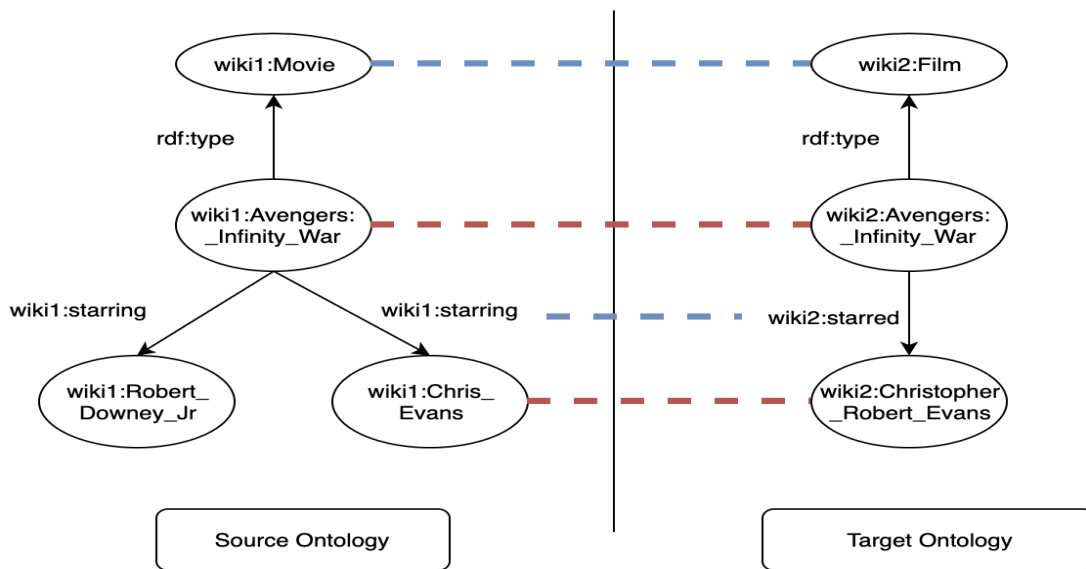 wiki1:Movie
wiki2:Film
rdf:type
rdf:type
wiki1:Avengers:
_Infinity_War
wiki2:Avengers:
_Infinity_War
wiki1:starring
wiki1:starring
wiki2:starred
wiki1:Robert_
Downey_Jr
wiki1:Chris_
Evans
wiki2:Christopher
_Robert_Evans
Source Ontology
Target Ontology